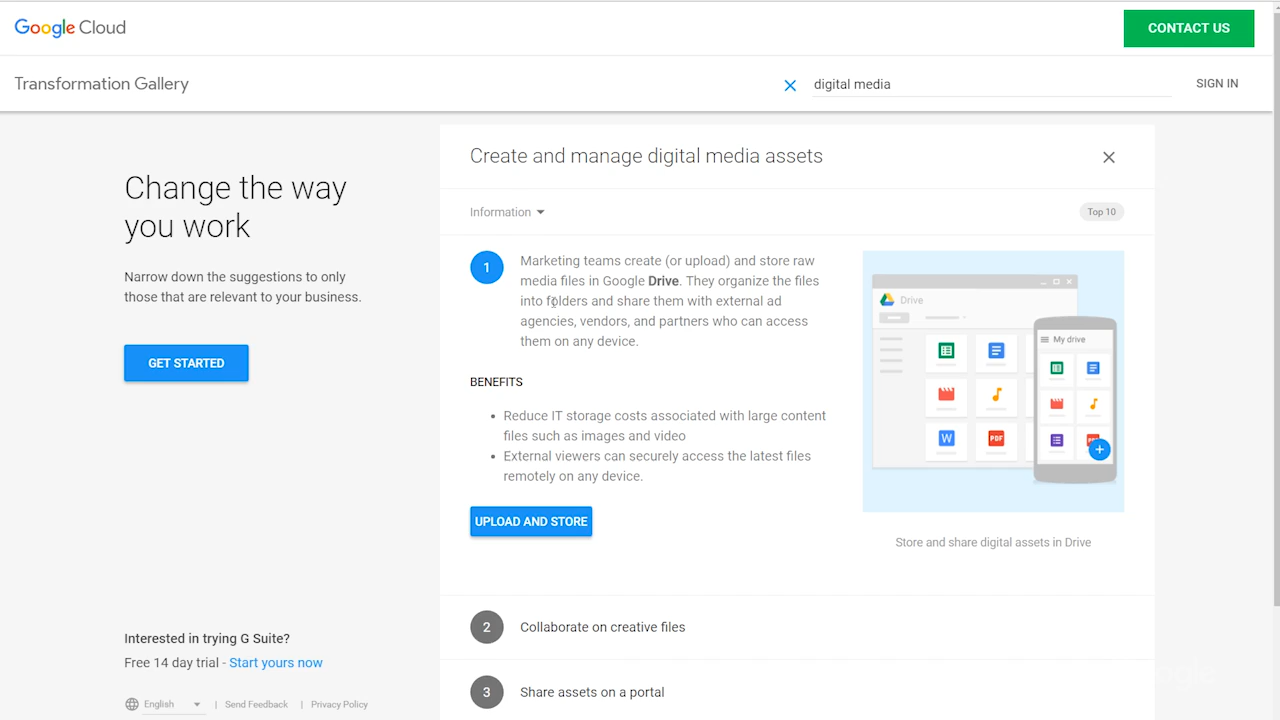 Google Cloud
CONTACT US
Transformation Gallery
digital media
SIGN IN
Change the way
you work
Narrow down the suggestions to only
those that are relevant to your business.
GET STARTED
Create and manage digital media assets
Information
Top 10
1
Marketing teams create (or upload) and store raw
media files in Google Drive. They organize the files
into folders and share them with external ad
agencies, vendors, and partners who can access
them on any device.
BENEFITS
• Reduce IT storage costs associated with large content
files such as images and video
• External viewers can securely access the latest files
remotely on any device.
UPLOAD AND STORE
Drive
My drive
W
PDF
Store and share digital assets in Drive
2 Collaborate on creative files
3 Share assets on a portal
Interested in trying G Suite?
Free 14 day trial - Start yours now
English | Send Feedback | Privacy Policy